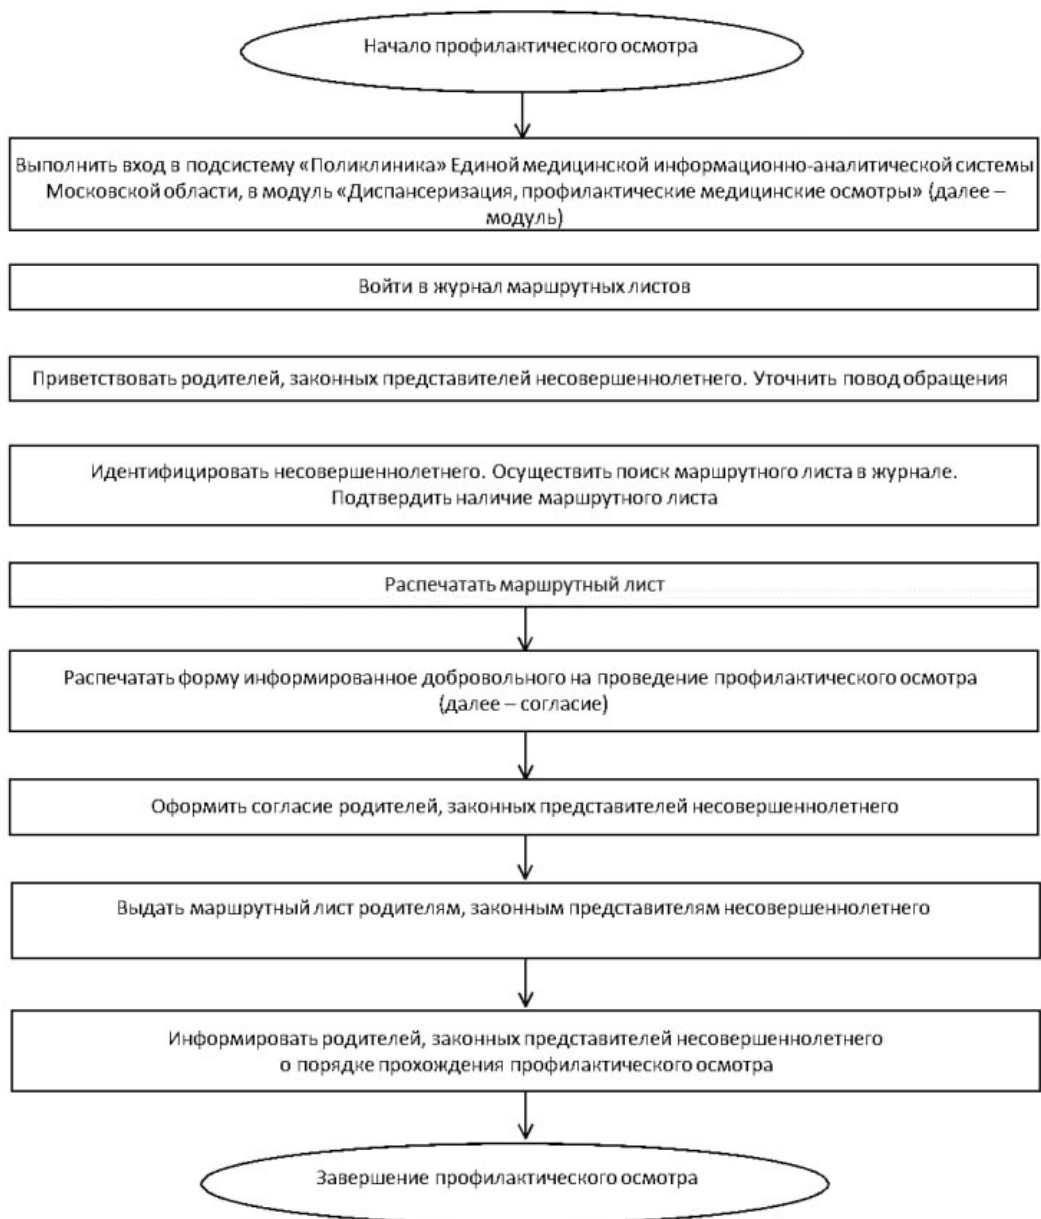 Начало профилактического осмотра
Выполнить вход в подсистему «Поликлиника» Единой медицинской информационно-аналитической системы
Московской области, в модуль «Диспансеризация, профилактические медицинские осмотры» (далее –
модуль)
Войти в журнал маршрутных листов
Приветствовать родителей, законных представителей несовершеннолетнего. Уточнить повод обращения
Идентифицировать несовершеннолетнего. Осуществить поиск маршрутного листа в журнале.
Подтвердить наличие маршрутного листа
Распечатать маршрутный лист
Распечатать форму информированное добровольного на проведение профилактического осмотра
(далее – согласие)
Оформить согласие родителей, законных представителей несовершеннолетнего
Выдать маршрутный лист родителям, законным представителям несовершеннолетнего
Информировать родителей, законных представителей несовершеннолетнего
о порядке прохождения профилактического осмотра
Завершение профилактического осмотра